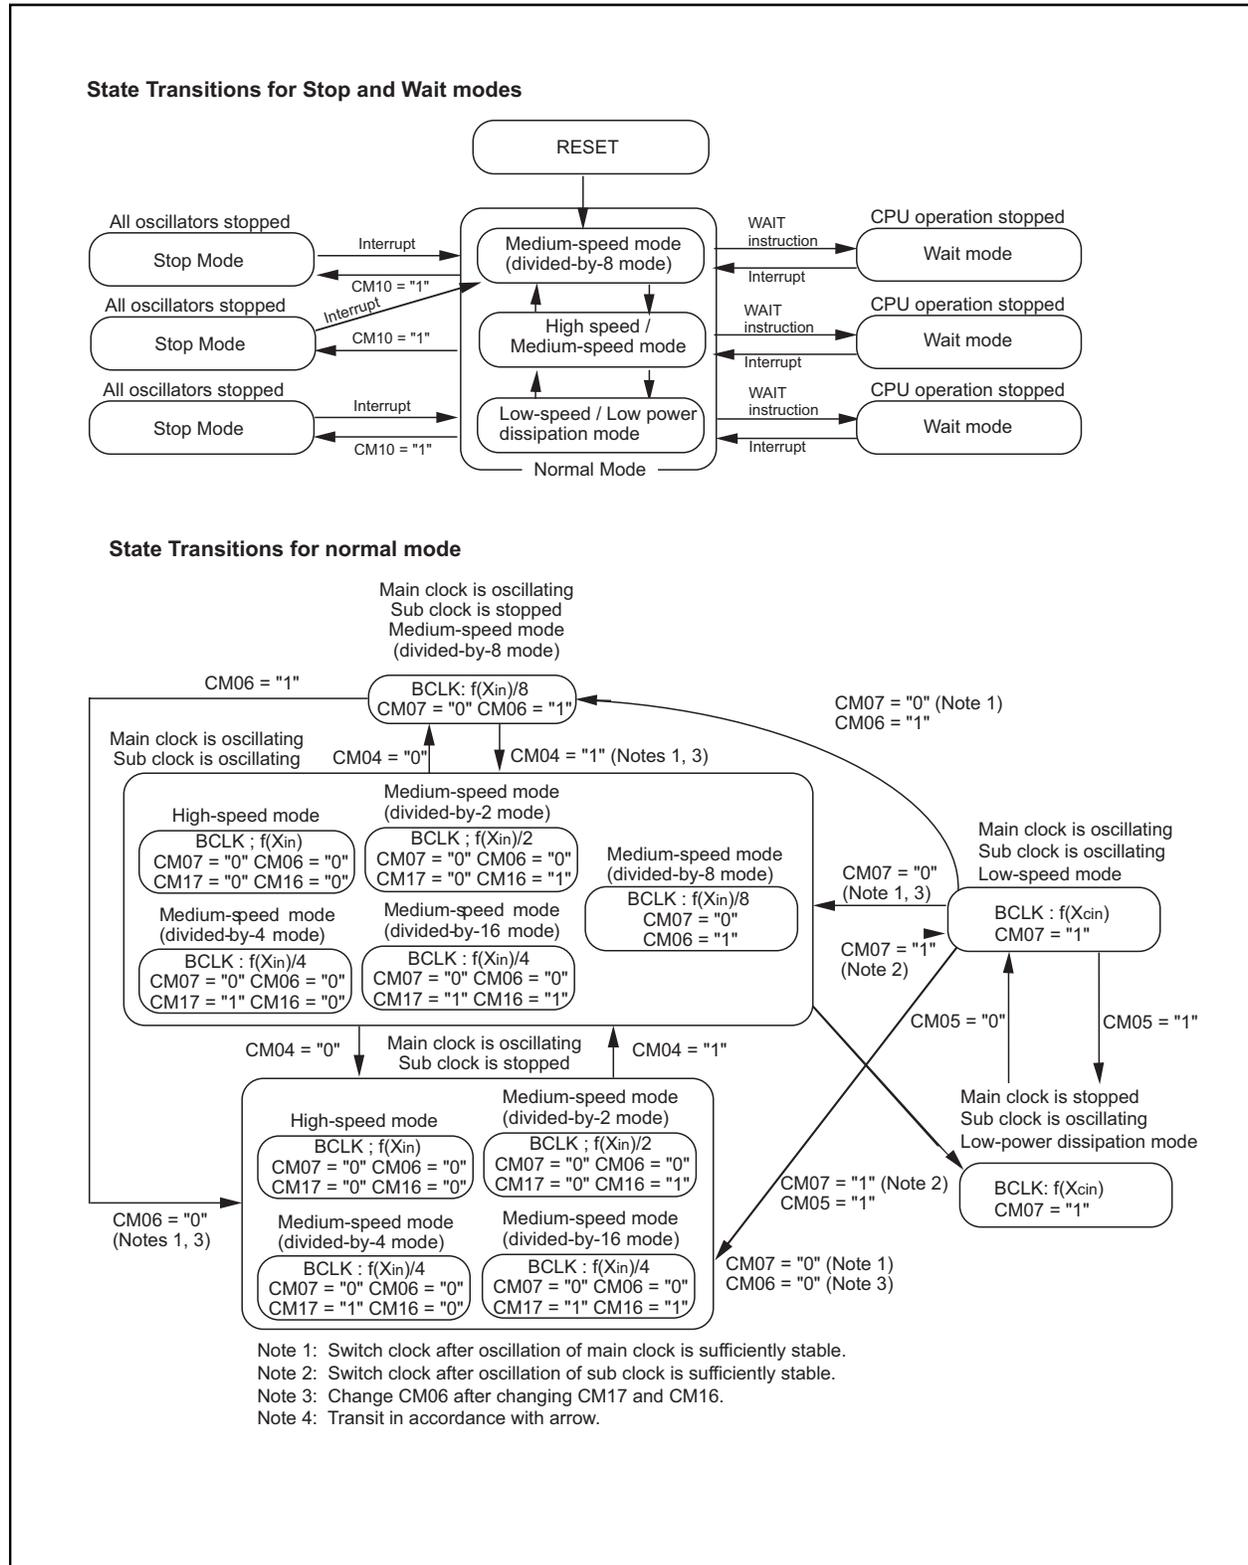 State Transitions for Stop and Wait modes
RESET
All oscillators stopped
Stop Mode
Interrupt
CM10 = "1"
All oscillators stopped
Stop Mode
Interrupt
CM10 = "1"
All oscillators stopped
Stop Mode
Interrupt
CM10 = "1"
Medium-speed mode
(divided-by-8 mode)
High speed /
Medium-speed mode
Low-speed / Low power
dissipation mode
Normal Mode
WAIT
instruction
Interrupt
CPU operation stopped
Wait mode
WAIT
instruction
Interrupt
CPU operation stopped
Wait mode
WAIT
instruction
Interrupt
CPU operation stopped
Wait mode
State Transitions for normal mode
Main clock is oscillating
Sub clock is stopped
Medium-speed mode
(divided-by-8 mode)
CM06 = "1"
BCLK: f(Xin)/8
CM07 = "0" CM06 = "1"
CM07 = "0" (Note 1)
CM06 = "1"
Main clock is oscillating
Sub clock is oscillating
CM04 = "0"
CM04 = "1" (Notes 1, 3)
High-speed mode
BCLK ; f(Xin)
CM07 = "0" CM06 = "0"
CM17 = "0" CM16 = "0"
Medium-speed mode
(divided-by-2 mode)
BCLK ; f(Xin)/2
CM07 = "0" CM06 = "0"
CM17 = "0" CM16 = "1"
Medium-speed mode
(divided-by-8 mode)
BCLK : f(Xin)/8
CM07 = "0"
CM06 = "1"
Medium-speed mode
(divided-by-4 mode)
BCLK : f(Xin)/4
CM07 = "0" CM06 = "0"
CM17 = "1" CM16 = "0"
Medium-speed mode
(divided-by-16 mode)
BCLK : f(Xin)/4
CM07 = "0" CM06 = "0"
CM17 = "1" CM16 = "1"
CM07 = "0"
(Note 1, 3)
CM07 = "1"
(Note 2)
Main clock is oscillating
Sub clock is oscillating
Low-speed mode
BCLK : f(Xcin)
CM07 = "1"
CM05 = "0"
CM05 = "1"
CM04 = "0"
Main clock is oscillating
Sub clock is stopped
CM04 = "1"
Main clock is stopped
Sub clock is oscillating
Low-power dissipation mode
BCLK: f(Xcin)
CM07 = "1"
High-speed mode
BCLK ; f(Xin)
CM07 = "0" CM06 = "0"
CM17 = "0" CM16 = "0"
Medium-speed mode
(divided-by-2 mode)
BCLK ; f(Xin)/2
CM07 = "0" CM06 = "0"
CM17 = "0" CM16 = "1"
CM07 = "1" (Note 2)
CM05 = "1"
CM06 = "0"
(Notes 1, 3)
Medium-speed mode
(divided-by-4 mode)
BCLK : f(Xin)/4
CM07 = "0" CM06 = "0"
CM17 = "1" CM16 = "0"
Medium-speed mode
(divided-by-16 mode)
BCLK : f(Xin)/4
CM07 = "0" CM06 = "0"
CM17 = "1" CM16 = "1"
CM07 = "0" (Note 1)
CM06 = "0" (Note 3)
Note 1: Switch clock after oscillation of main clock is sufficiently stable.
Note 2: Switch clock after oscillation of sub clock is sufficiently stable.
Note 3: Change CM06 after changing CM17 and CM16.
Note 4: Transit in accordance with arrow.